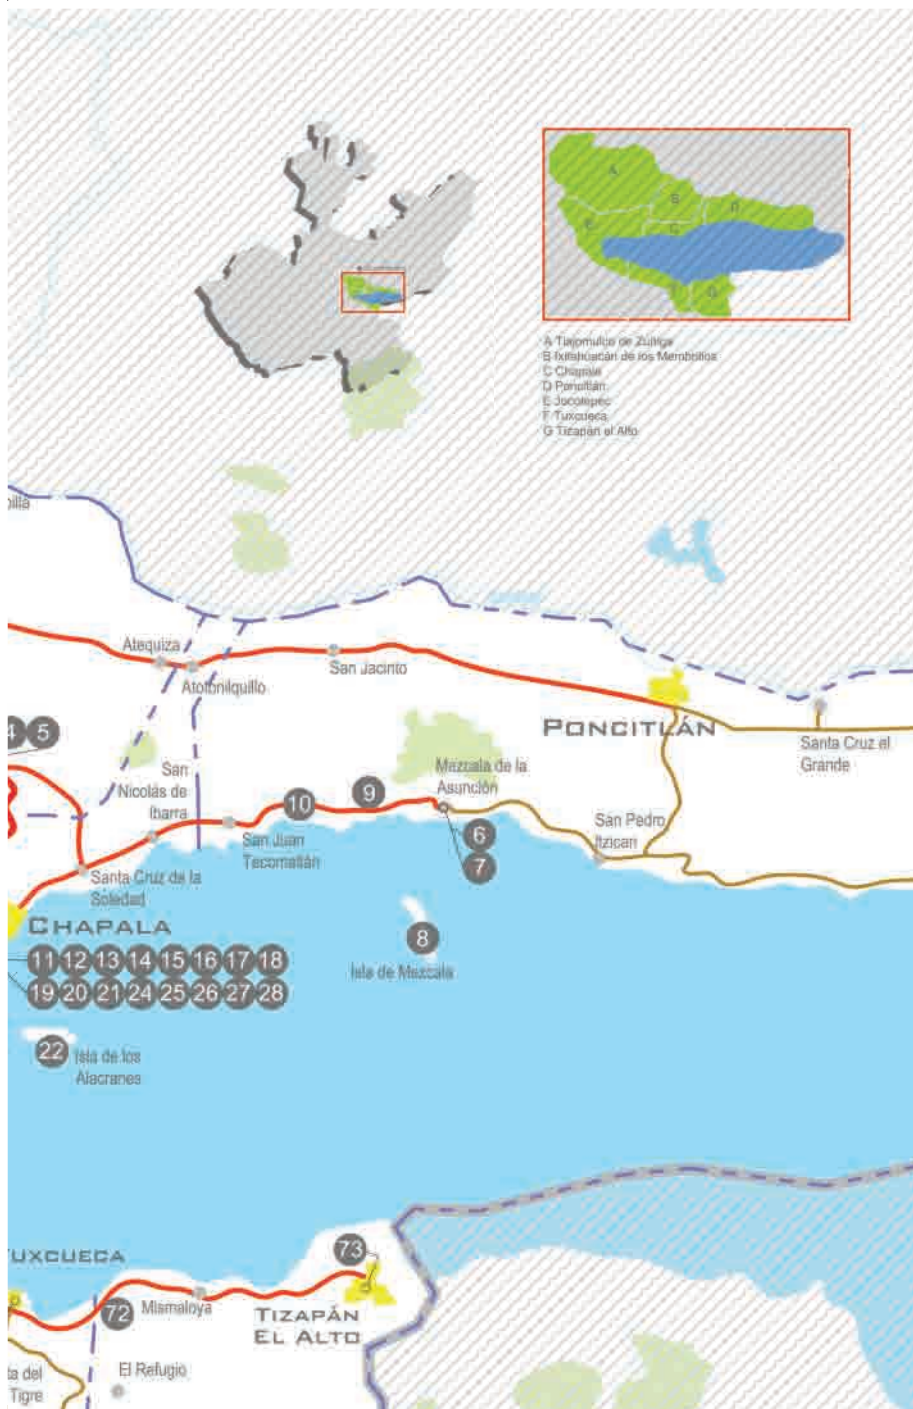 A
B
D
E
C
F
G
A Tlajomulco de Zúñiga
B Ixtlahuacán de los Membrillos
C Chapala
D Poncitlán
E Jocotepec
F Tuxcueca
G Tizapán el Alto
Atequiza
San Jacinto
Atotonilquillo
4 5
PONCITLÁN
Santa Cruz el
Grande
San
Nicolás de
Ibarra
Mezcala de la
Asunción
10 9
San Juan
Tecomatlán
6
7
San Pedro
Itzicán
Santa Cruz de la
Soledad
CHAPALA
11 12 13 14 15 16 17 18
19 20 21 24 25 26 27 28
8
Isla de Mezcala
22 Isla de los
Alacranes
TUXCUECA
73
72 Mismaloya
TIZAPÁN
EL ALTO
El Refugio
ta del
Tigre